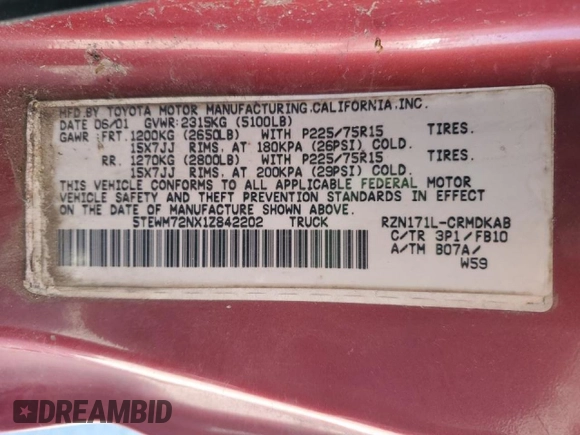 MFD.BY TOYOTA MOTOR MANUFACTURING.CALIFORNIA.INC.
DATE 06/01 GVWR:2315KG (5100LB)
GAWR : FRT.1200KG (2650LB) WITH P225/75R15
15X7JJ RIMS. AT 180KPA (26PSI) COLD.
RR. 1270KG (2800LB) WITH P225/75R15
15X7JJ RIMS. AT 200KPA (29PSI) COLD.
THIS VEHICLE CONFORMS TO ALL APPLICABLE FEDERAL MOTOR
VEHICLE SAFETY AND THEFT PREVENTION STANDARDS IN EFFECT
ON THE DATE OF MANUFACTURE SHOWN ABOVE.
5TEWM72NX1Z842202 TRUCK RZN171L-CRMDKAB
C/TR 3P1/FB10
A/TM B07A/
W59
DREAMBID